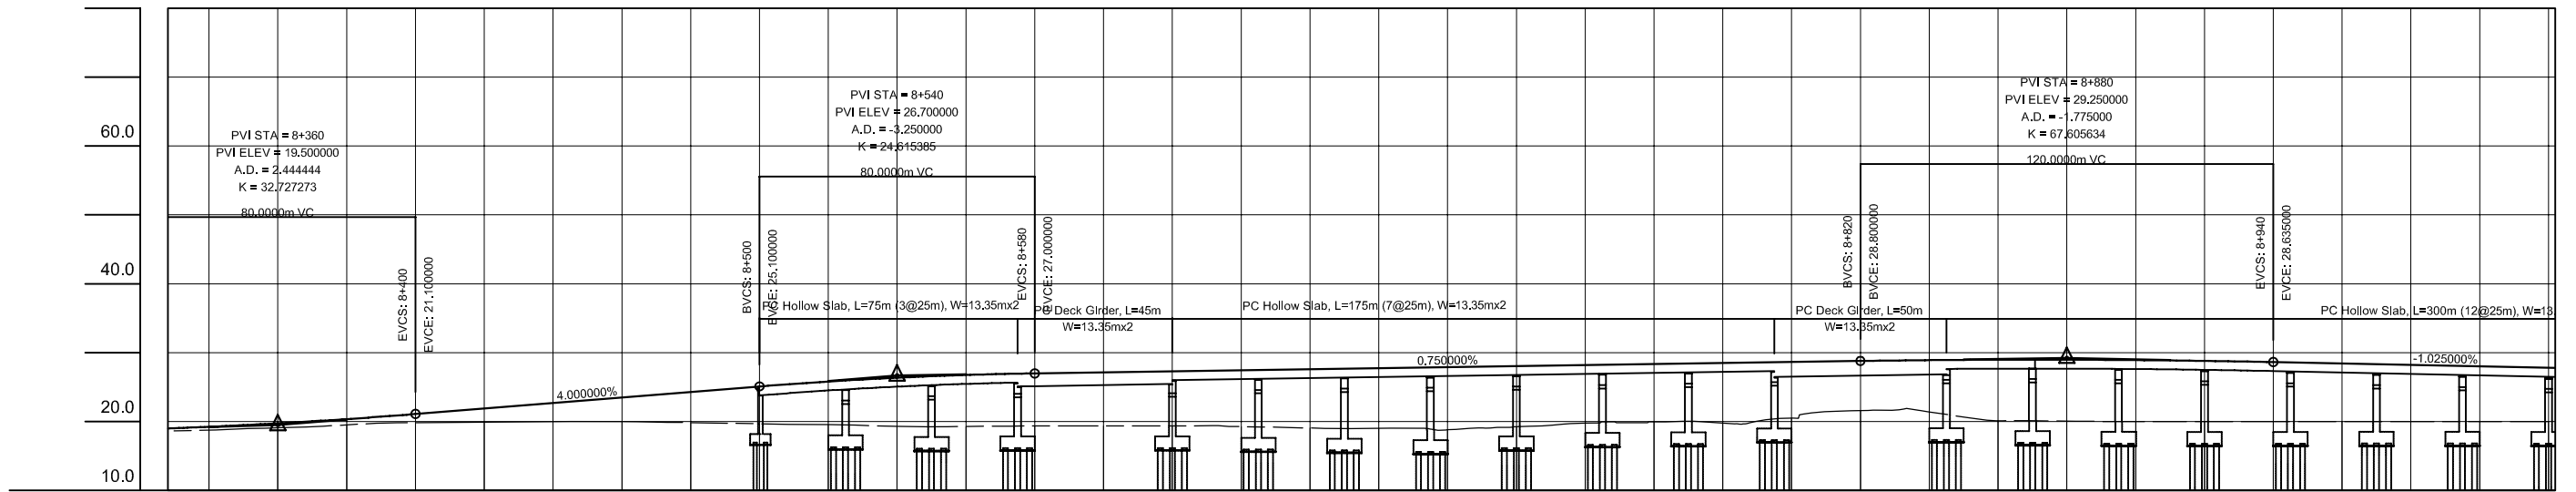 60.0
40.0
20.0
10.0
PVI STA = 8+360
PVI ELEV = 19.500000
A.D. = 2.444444
K = 32.727273
80.0000m VC
EVCS: 8+400
EVCE: 21.100000
4.000000%
PVI STA = 8+540
PVI ELEV = 26.700000
A.D. = -3.250000
K = 24.615385
80.0000m VC
BVCS: 8+500
BVCE: 25.100000
EVCS: 8+580
EVCE: 27.000000
PC Hollow Slab, L=75m (3@25m), W=13.35mx2
PC Deck Girder, L=45m
W=13.35mx2
PC Hollow Slab, L=175m (7@25m), W=13.35mx2
0.750000%
PC Deck Girder, L=50m
W=13.35mx2
PVI STA = 8+880
PVI ELEV = 29.250000
A.D. = -1.775000
K = 67.605634
120.0000m VC
BVCS: 8+820
BVCE: 28.800000
EVCS: 8+940
EVCE: 28.635000
PC Hollow Slab, L=300m (12@25m), W=13
-1.025000%